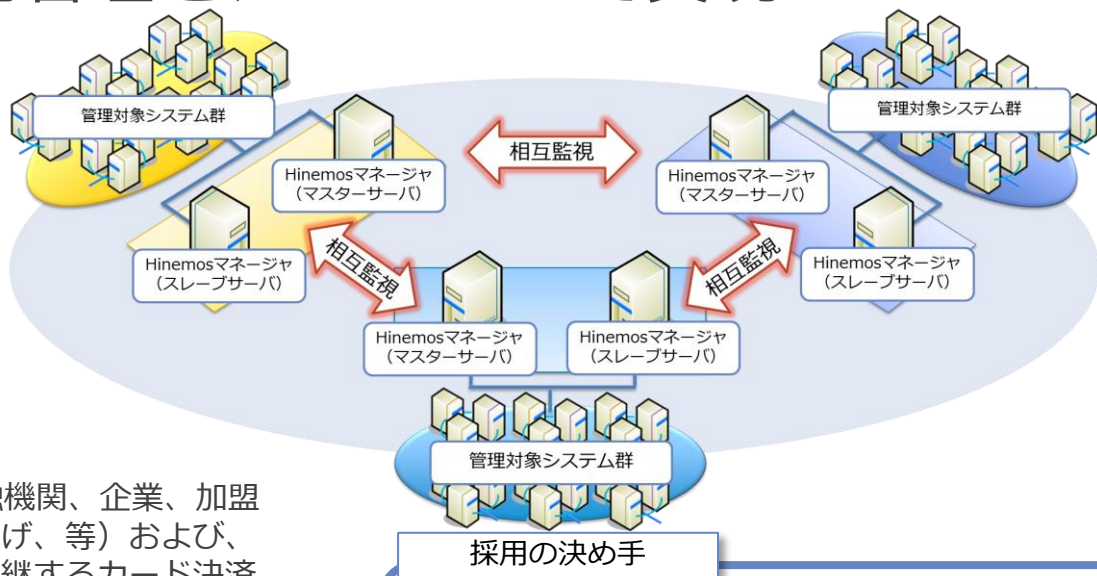 管理対象システム群
管理対象システム群
Hinemosマネージャ
（マスターサーバ）
相互監視
Hinemosマネージャ
（マスターサーバ）
Hinemosマネージャ
（スレーブサーバ）
相互監視
相互監視
Hinemosマネージャ
（スレーブサーバ）
Hinemosマネージャ
（マスターサーバ）
Hinemosマネージャ
（スレーブサーバ）
管理対象システム群
機関、企業、加盟
げ、等）および、
継するカード決済
採用の決め手